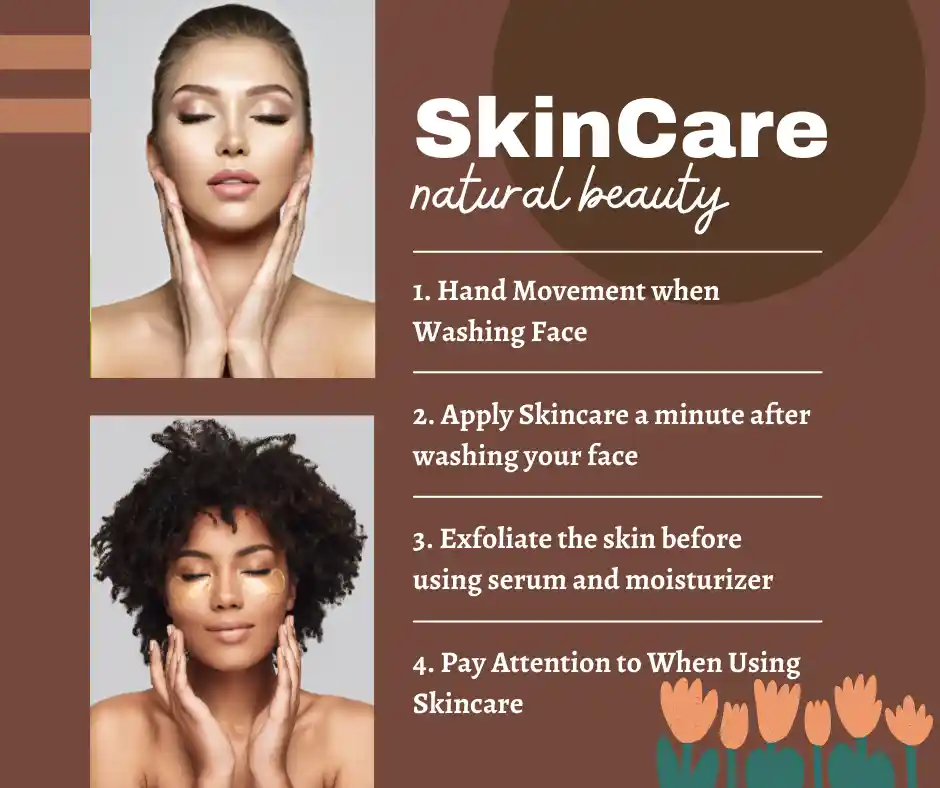 SkinCare
natural beauty
1. Hand Movement when
Washing Face
2. Apply Skincare a minute after
washing your face
3. Exfoliate the skin before
using serum and moisturizer
4. Pay Attention to When Using
Skincare